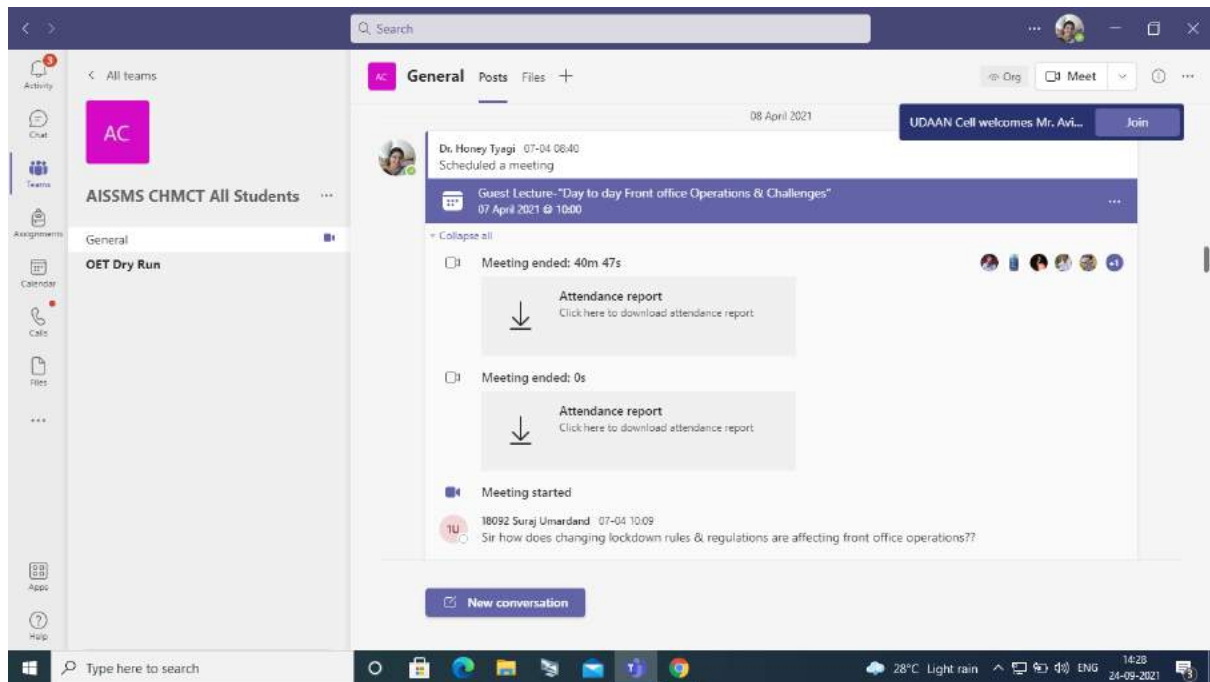 Search
3
Activity
Chat
Teams
Assignments
Calendar
Calls
Files
Apps
Help
All teams
AC
AISSMS CHMCT All Students
General
OET Dry Run
AC
General Posts Files
Org
Meet
08 April 2021
UDAAN Cell welcomes Mr. Avi...
Join
Dr. Honey Tyagi 07-04 08:40
Scheduled a meeting
Guest Lecture-"Day to day Front office Operations & Challenges"
07 April 2021 @ 10:00
Collapse all
Meeting ended: 40m 47s
+1
Attendance report
Click here to download attendance report
Meeting ended: 0s
Attendance report
Click here to download attendance report
Meeting started
1U
18092 Suraj Umardand 07-04 10:09
Sir how does changing lockdown rules & regulations are affecting front office operations??
New conversation
Type here to search
28°C Light rain
ENG
14:28
24-09-2021
3